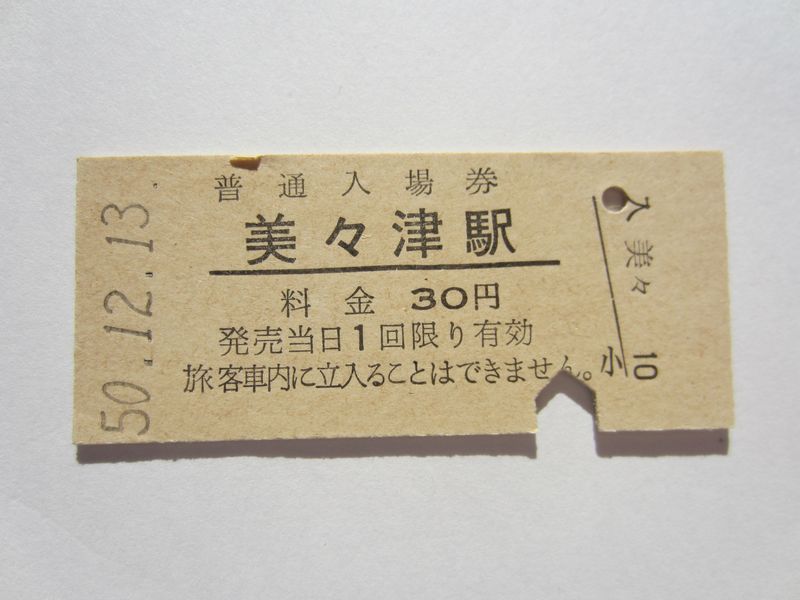 50.12.13.
普通入場券
美々津駅
料金 30円
発売当日1回限り有効
旅客車内に立入ることはできません。
入 美々
小 10